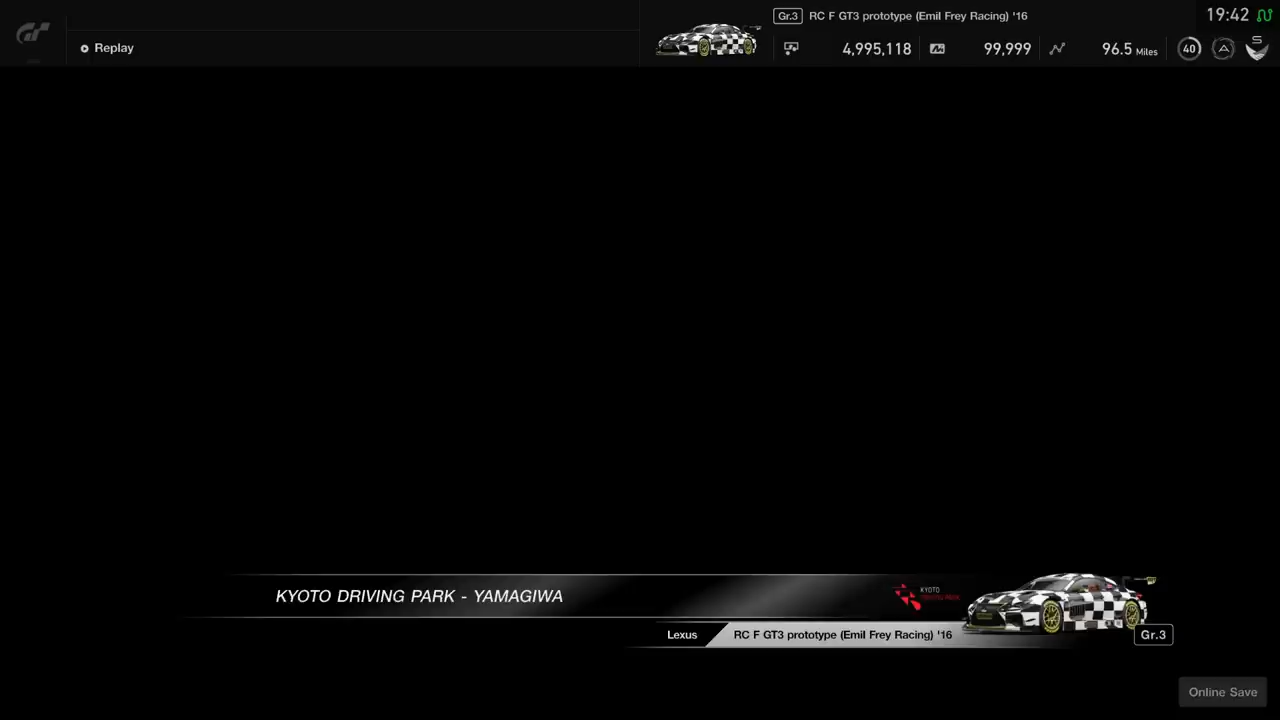 Gr.3 RC F GT3 prototype (Emil Frey Racing) '16
19:42
Replay
4,995,118
99,999
96.5 Miles
40
A
S
KYOTO DRIVING PARK - YAMAGIWA
KYOTO
DRIVING PARK
Lexus
RC F GT3 prototype (Emil Frey Racing) '16
Gr.3
Online Save